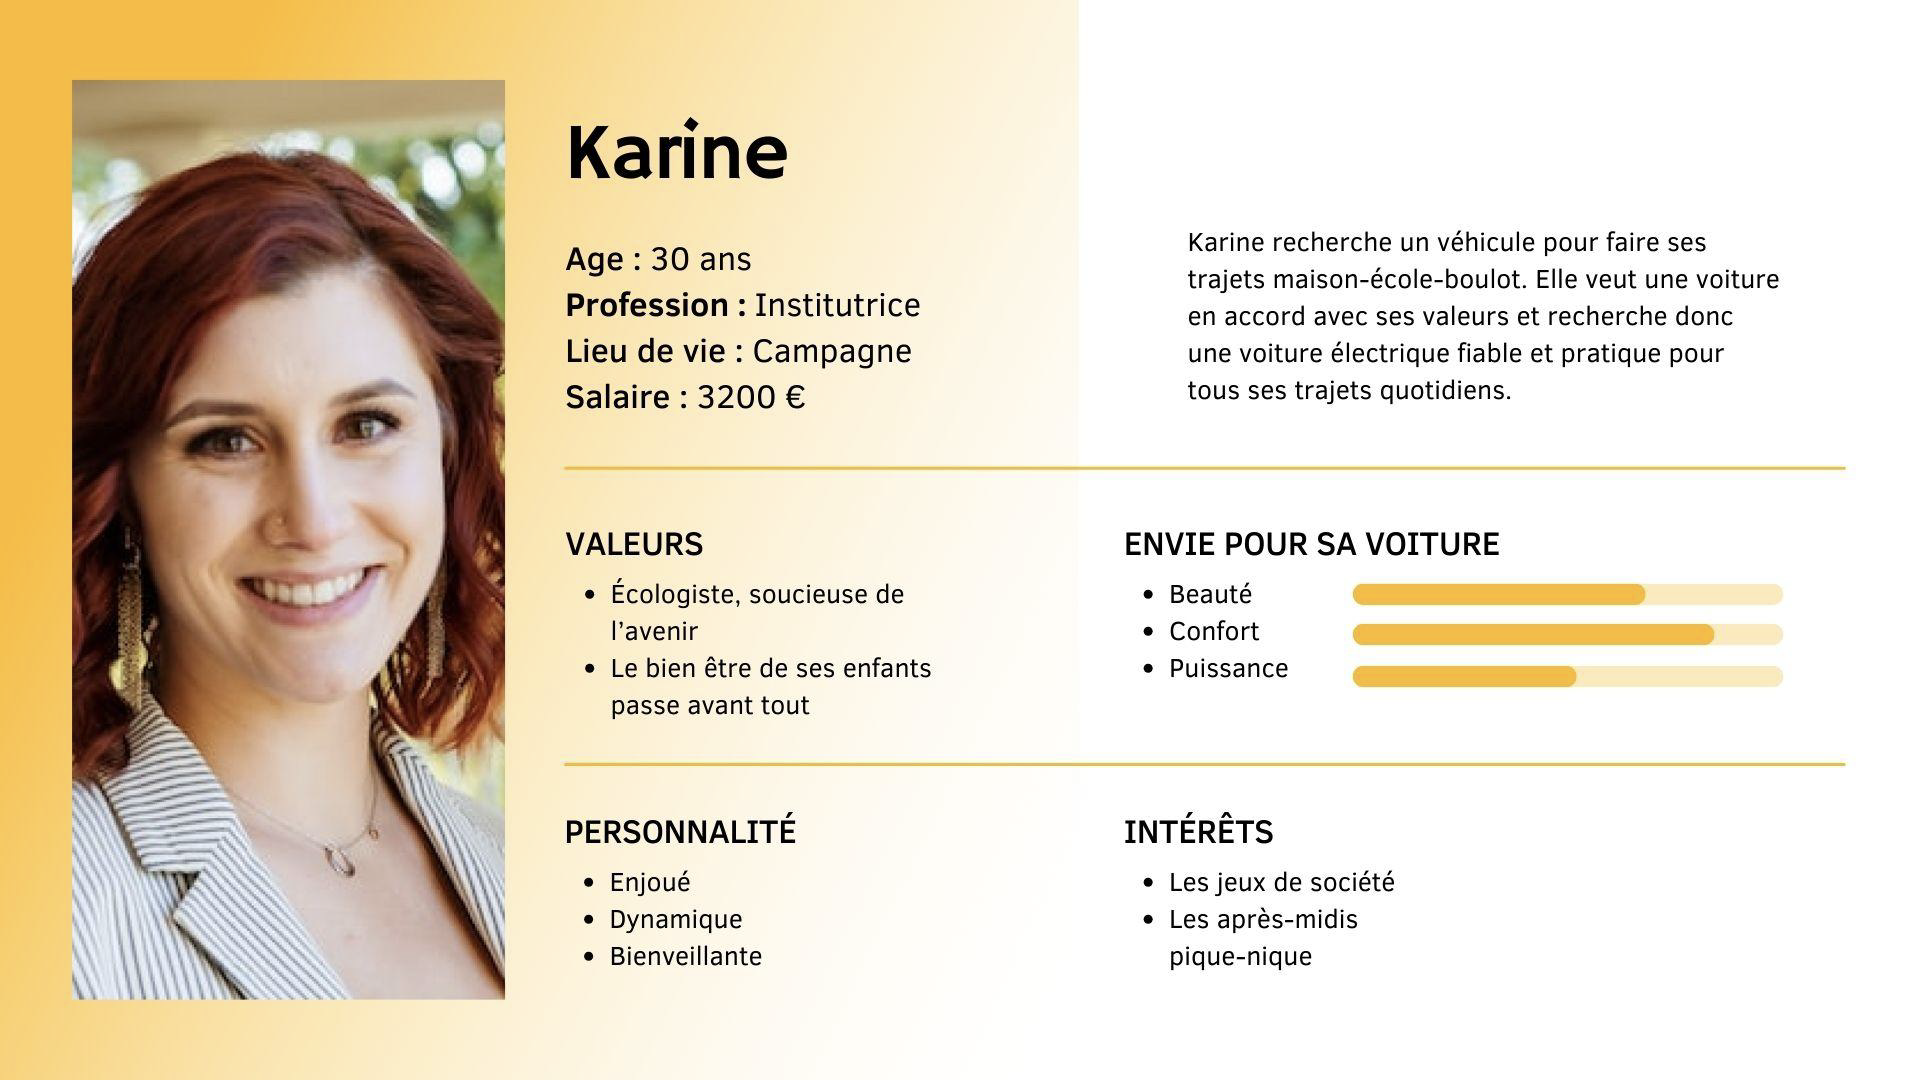 Karine
Age : 30 ans
Profession : Institutrice
Lieu de vie : Campagne
Salaire : 3200 €
Karine recherche un véhicule pour faire ses
trajets maison-école-boulot. Elle veut une voiture
en accord avec ses valeurs et recherche donc
une voiture électrique fiable et pratique pour
tous ses trajets quotidiens.
VALEURS
• Écologiste, soucieuse de
l’avenir
• Le bien être de ses enfants
passe avant tout
ENVIE POUR SA VOITURE
• Beauté
• Confort
• Puissance
PERSONNALITÉ
• Enjoué
• Dynamique
• Bienveillante
INTÉRÊTS
• Les jeux de société
• Les après-midis
pique-nique